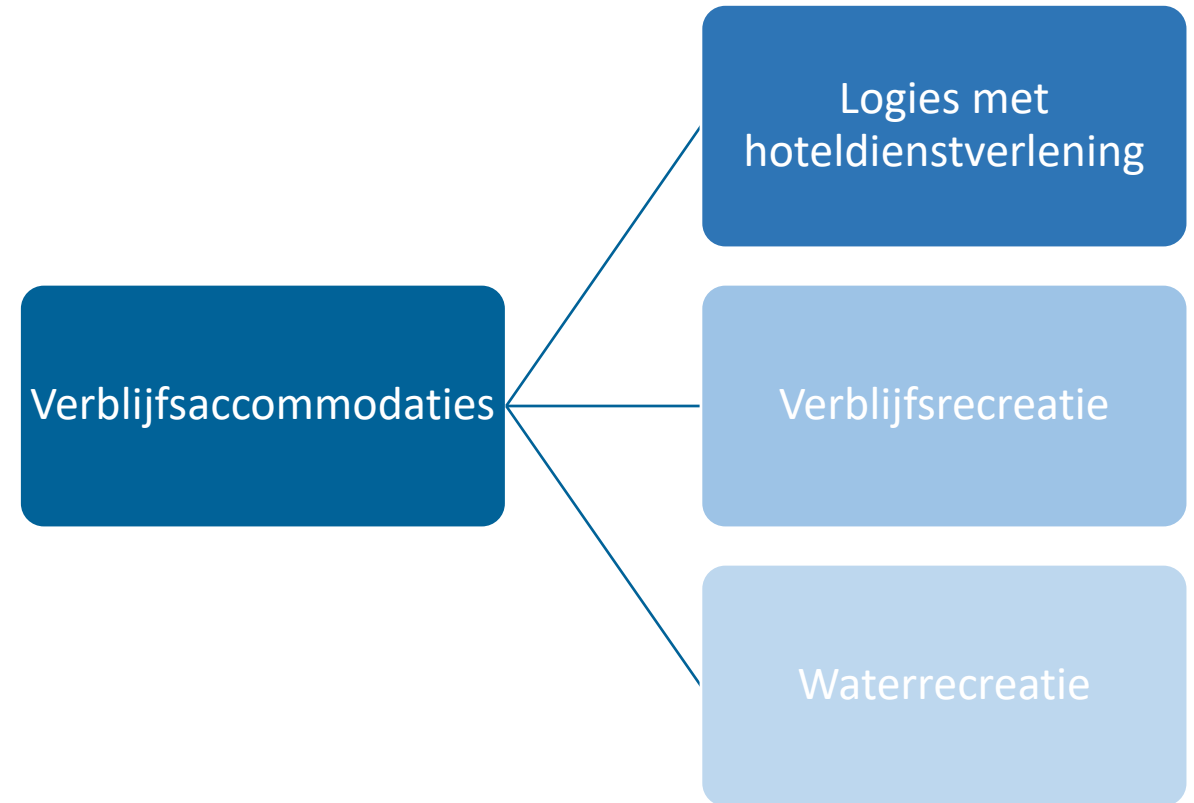 Verblijfsaccommodaties
Logies met
hoteldienstverlening
Verblijfsrecreatie
Waterrecreatie